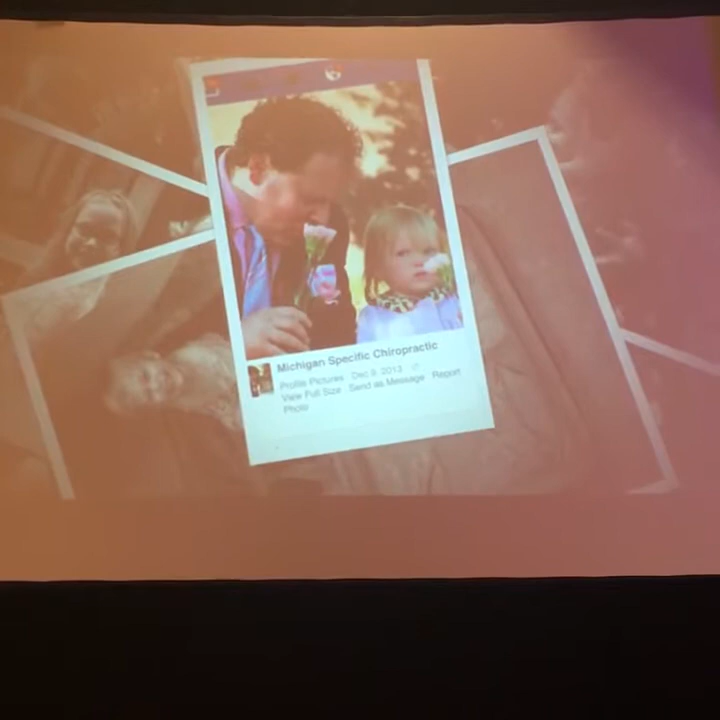 Michigan Specific Chiropractic
Profile Pictures · Dec 9, 2013
View Full Size · Send as Message · Report
Photo